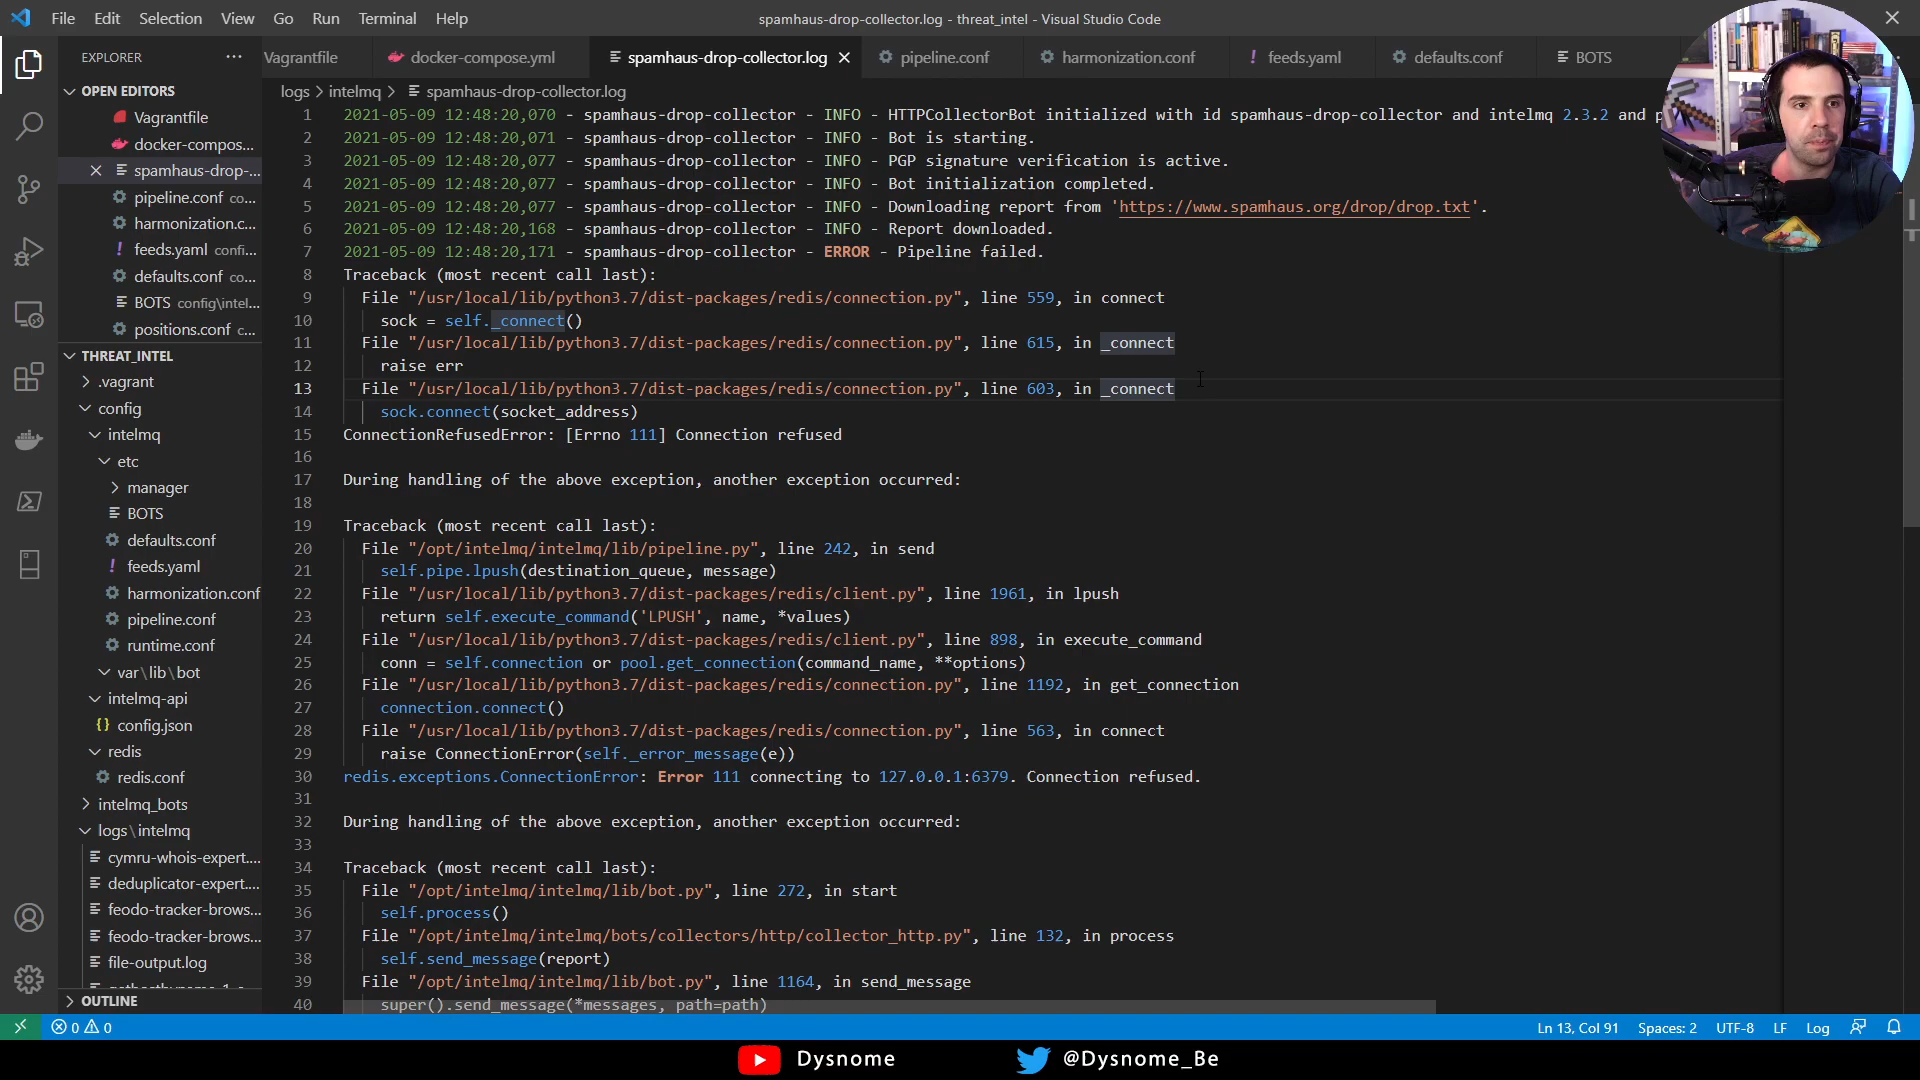 File Edit Selection View Go Run Terminal Help
spamhaus-drop-collector.log - threat_intel - Visual Studio Code
EXPLORER
Vagrantfile
docker-compose.yml
spamhaus-drop-collector.log
pipeline.conf
harmonization.conf
! feeds.yaml
defaults.conf
BOTS
OPEN EDITORS
Vagrantfile
docker-compos...
spamhaus-drop-...
pipeline.conf co...
harmonization.c...
! feeds.yaml confi...
defaults.conf co...
BOTS config\intel...
positions.conf c...
THREAT_INTEL
.vagrant
config
intelmq
etc
manager
BOTS
defaults.conf
! feeds.yaml
harmonization.conf
pipeline.conf
runtime.conf
var\lib\bot
intelmq-api
{} config.json
redis
redis.conf
intelmq_bots
logs\intelmq
cymru-whois-expert....
deduplicator-expert....
feodo-tracker-brows...
feodo-tracker-brows...
file-output.log
OUTLINE
logs > intelmq > spamhaus-drop-collector.log
1 2021-05-09 12:48:20,070 - spamhaus-drop-collector - INFO - HTTPCollectorBot initialized with id spamhaus-drop-collector and intelmq 2.3.2 and p
2 2021-05-09 12:48:20,071 - spamhaus-drop-collector - INFO - Bot is starting.
3 2021-05-09 12:48:20,077 - spamhaus-drop-collector - INFO - PGP signature verification is active.
4 2021-05-09 12:48:20,077 - spamhaus-drop-collector - INFO - Bot initialization completed.
5 2021-05-09 12:48:20,077 - spamhaus-drop-collector - INFO - Downloading report from 'https://www.spamhaus.org/drop/drop.txt'.
6 2021-05-09 12:48:20,168 - spamhaus-drop-collector - INFO - Report downloaded.
7 2021-05-09 12:48:20,171 - spamhaus-drop-collector - ERROR - Pipeline failed.
8 Traceback (most recent call last):
9 File "/usr/local/lib/python3.7/dist-packages/redis/connection.py", line 559, in connect
10 sock = self._connect()
11 File "/usr/local/lib/python3.7/dist-packages/redis/connection.py", line 615, in _connect
12 raise err
13 File "/usr/local/lib/python3.7/dist-packages/redis/connection.py", line 603, in _connect
14 sock.connect(socket_address)
15 ConnectionRefusedError: [Errno 111] Connection refused
16
17 During handling of the above exception, another exception occurred:
18
19 Traceback (most recent call last):
20 File "/opt/intelmq/intelmq/lib/pipeline.py", line 242, in send
21 self.pipe.lpush(destination_queue, message)
22 File "/usr/local/lib/python3.7/dist-packages/redis/client.py", line 1961, in lpush
23 return self.execute_command('LPUSH', name, *values)
24 File "/usr/local/lib/python3.7/dist-packages/redis/client.py", line 898, in execute_command
25 conn = self.connection or pool.get_connection(command_name, **options)
26 File "/usr/local/lib/python3.7/dist-packages/redis/connection.py", line 1192, in get_connection
27 connection.connect()
28 File "/usr/local/lib/python3.7/dist-packages/redis/connection.py", line 563, in connect
29 raise ConnectionError(self._error_message(e))
30 redis.exceptions.ConnectionError: Error 111 connecting to 127.0.0.1:6379. Connection refused.
31
32 During handling of the above exception, another exception occurred:
33
34 Traceback (most recent call last):
35 File "/opt/intelmq/intelmq/lib/bot.py", line 272, in start
36 self.process()
37 File "/opt/intelmq/intelmq/bots/collectors/http/collector_http.py", line 132, in process
38 self.send_message(report)
39 File "/opt/intelmq/intelmq/lib/bot.py", line 1164, in send_message
40 super().send_message(*messages, path=path)
0 0
Ln 13, Col 91 Spaces: 2 UTF-8 LF Log
Dysnome @Dysnome_Be